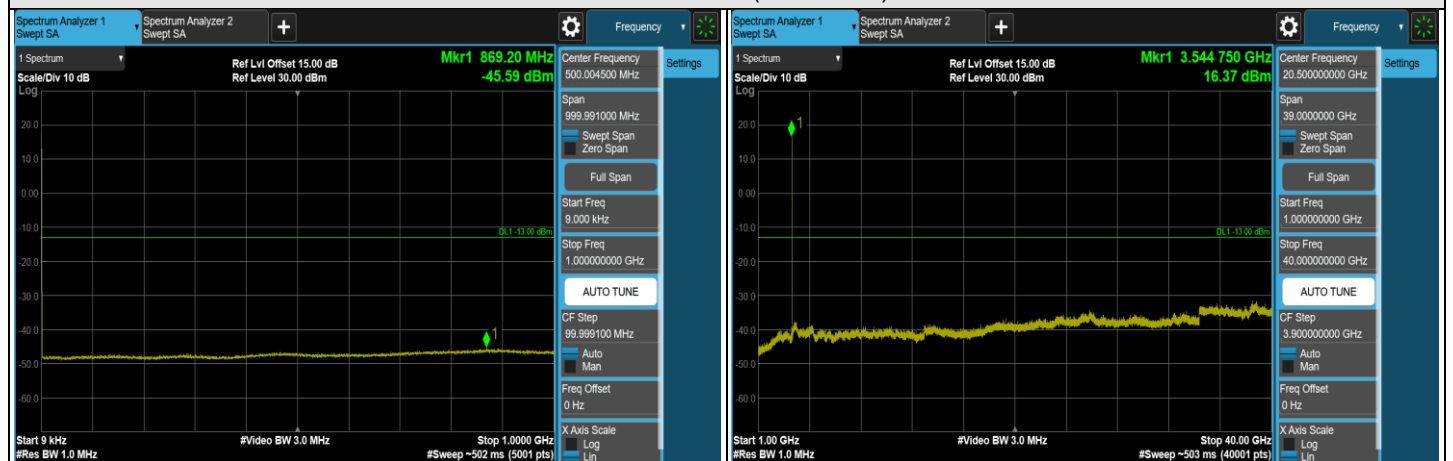 Spectrum Analyzer 1
Swept SA
Spectrum Analyzer 2
Swept SA
+
Frequency
1 Spectrum
Scale/Div 10 dB
Log
Ref Lvl Offset 15.00 dB
Ref Level 30.00 dBm
Mkr1 869.20 MHz
-45.59 dBm
20.0
10.0
0.00
-10.0
-20.0
-30.0
-40.0
-50.0
-60.0
DL1 -13.00 dBm
1
Start 9 kHz
#Res BW 1.0 MHz
#Video BW 3.0 MHz
Stop 1.0000 GHz
#Sweep ~502 ms (5001 pts)
Center Frequency
500.004500 MHz
Settings
Span
999.991000 MHz
Swept Span
Zero Span
Full Span
Start Freq
9.000 kHz
Stop Freq
1.000000000 GHz
AUTO TUNE
CF Step
99.999100 MHz
Auto
Man
Freq Offset
0 Hz
X Axis Scale
Log
Lin
Spectrum Analyzer 1
Swept SA
Spectrum Analyzer 2
Swept SA
+
Frequency
1 Spectrum
Scale/Div 10 dB
Log
Ref Lvl Offset 15.00 dB
Ref Level 30.00 dBm
Mkr1 3.544 750 GHz
16.37 dBm
1
20.0
10.0
0.00
-10.0
-20.0
-30.0
-40.0
-50.0
-60.0
DL1 -13.00 dBm
Start 1.00 GHz
#Res BW 1.0 MHz
#Video BW 3.0 MHz
Stop 40.00 GHz
#Sweep ~503 ms (40001 pts)
Center Frequency
20.500000000 GHz
Settings
Span
39.0000000 GHz
Swept Span
Zero Span
Full Span
Start Freq
1.000000000 GHz
Stop Freq
40.000000000 GHz
AUTO TUNE
CF Step
3.900000000 GHz
Auto
Man
Freq Offset
0 Hz
X Axis Scale
Log
Lin